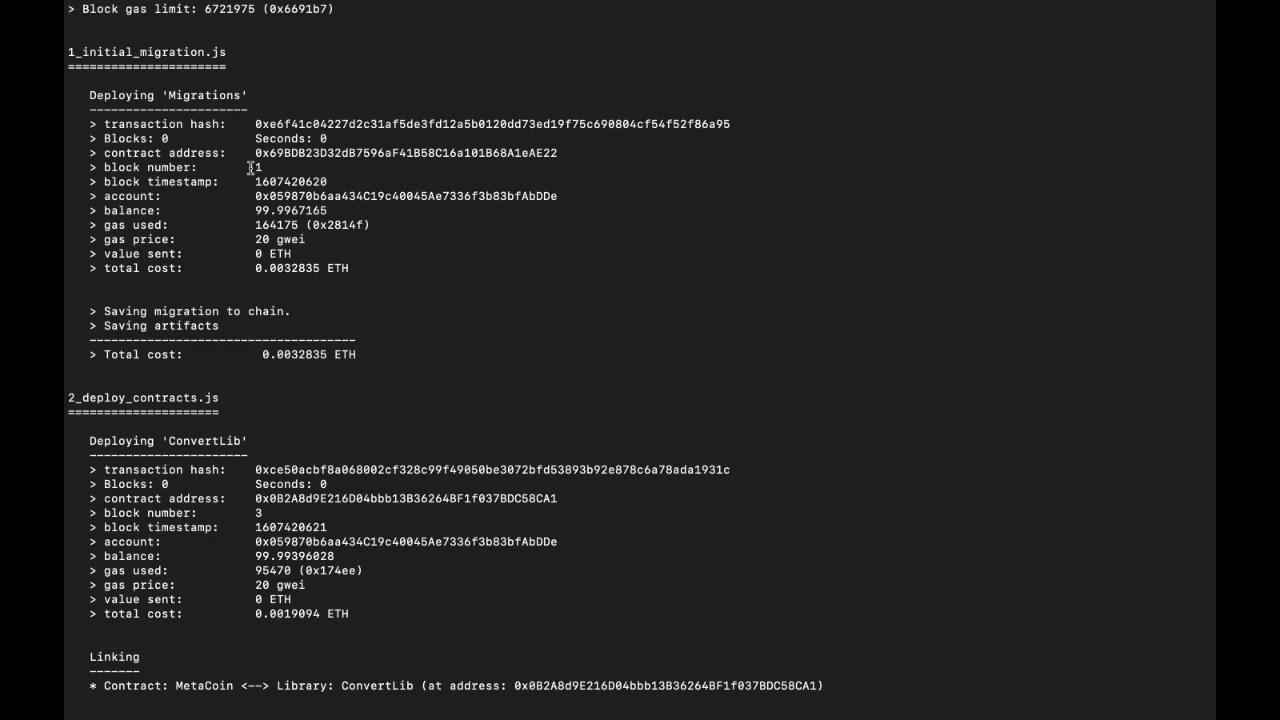 > Block gas limit: 6721975 (0x6691b7)
1_initial_migration.js
======================
Deploying 'Migrations'
----------------------
> transaction hash: 0xe6f41c04227d2c31af5de3fd12a5b0120dd73ed19f75c690804cf54f52f86a95
> Blocks: 0 Seconds: 0
> contract address: 0x69BDB23D32dB7596aF41B58C16a101B68A1eAE22
> block number: 1
> block timestamp: 1607420620
> account: 0x059870b6aa434C19c40045Ae7336f3b83bfAbDDe
> balance: 99.9967165
> gas used: 164175 (0x2814f)
> gas price: 20 gwei
> value sent: 0 ETH
> total cost: 0.0032835 ETH
> Saving migration to chain.
> Saving artifacts
-------------------------------------
> Total cost: 0.0032835 ETH
2_deploy_contracts.js
=====================
Deploying 'ConvertLib'
----------------------
> transaction hash: 0xce50acbf8a068002cf328c99f49050be3072bfd53893b92e878c6a78ada1931c
> Blocks: 0 Seconds: 0
> contract address: 0x0B2A8d9E216D04bbb13B36264BF1f037BDC58CA1
> block number: 3
> block timestamp: 1607420621
> account: 0x059870b6aa434C19c40045Ae7336f3b83bfAbDDe
> balance: 99.99396028
> gas used: 95470 (0x174ee)
> gas price: 20 gwei
> value sent: 0 ETH
> total cost: 0.0019094 ETH
Linking
-------
* Contract: MetaCoin <--> Library: ConvertLib (at address: 0x0B2A8d9E216D04bbb13B36264BF1f037BDC58CA1)